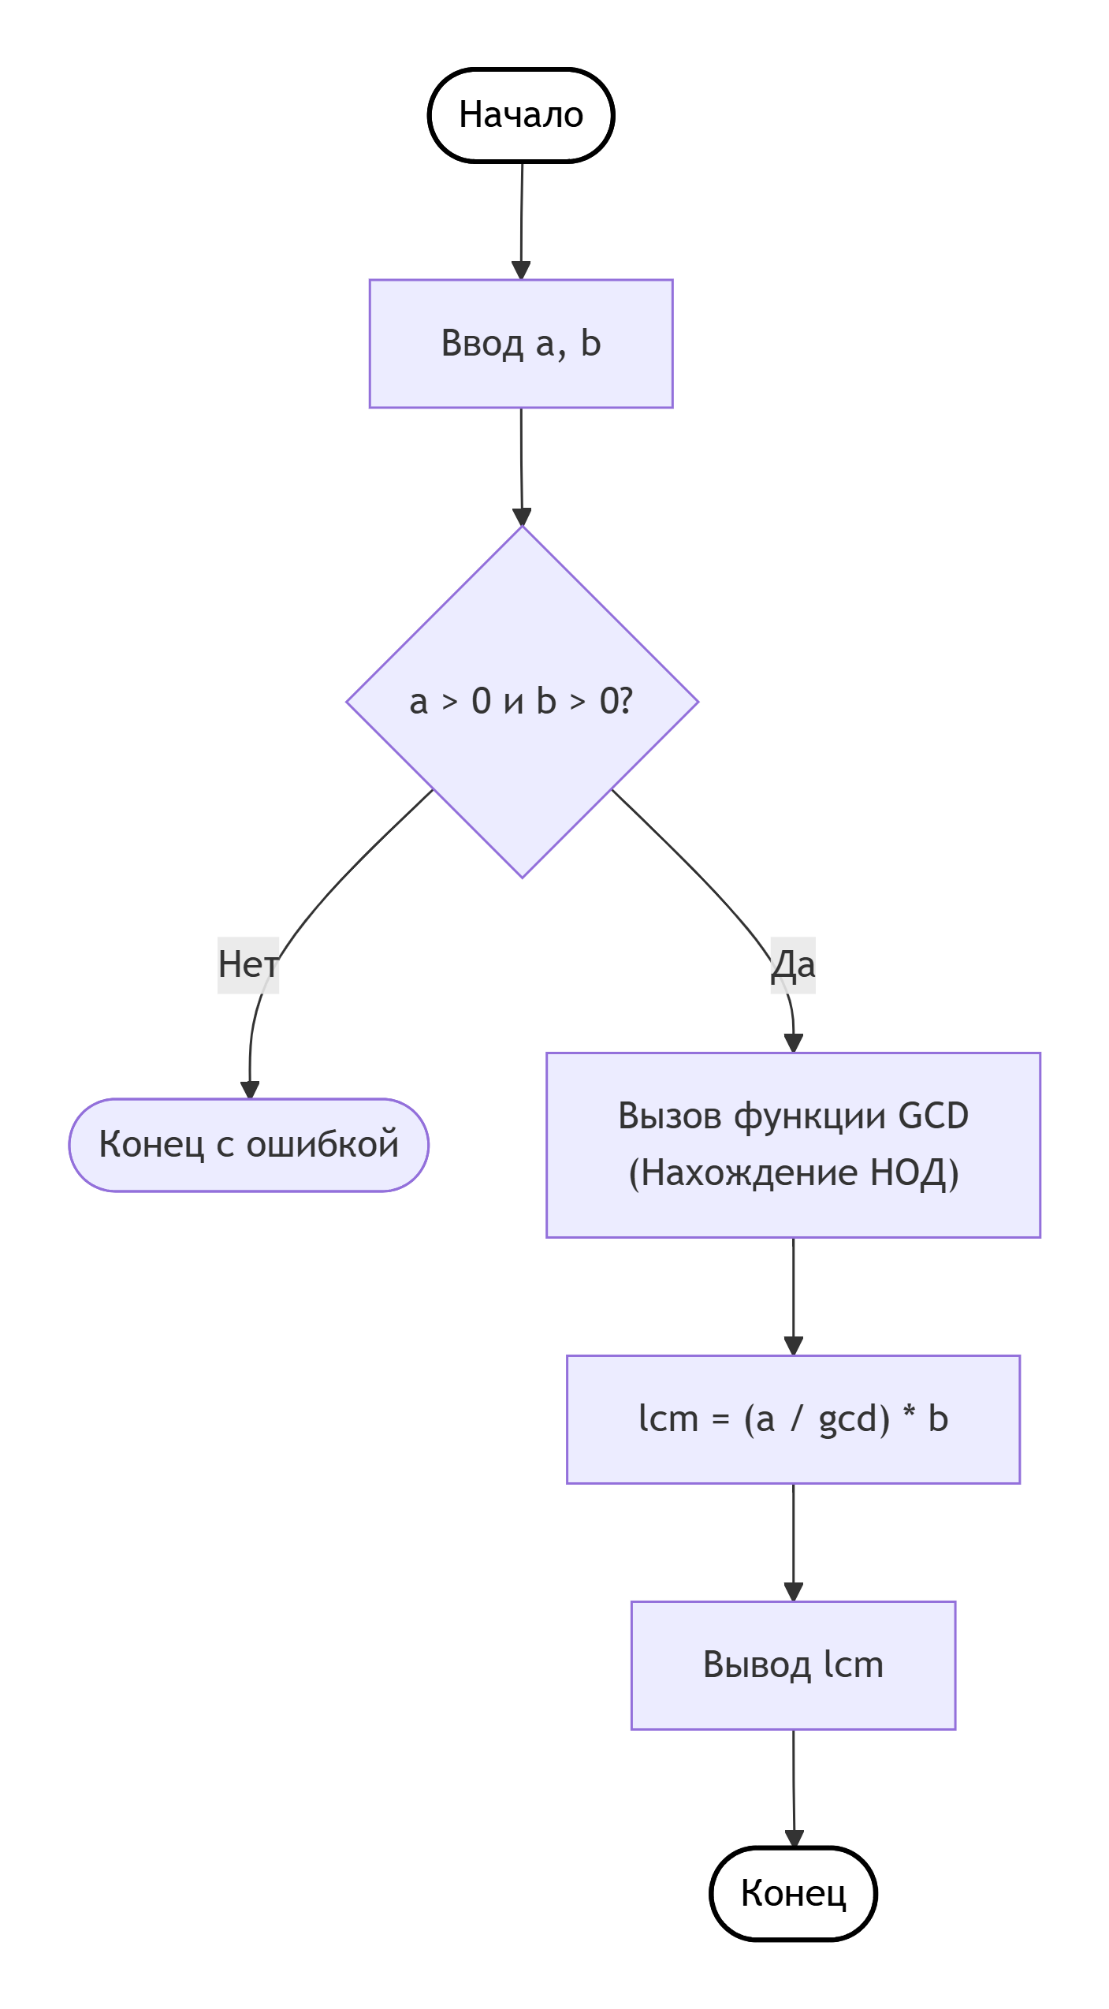 Начало
Ввод a, b
a > 0 и b > 0?
Нет
Да
Конец с ошибкой
Вызов функции GCD
(Нахождение НОД)
lcm = (a / gcd) * b
Вывод lcm
Конец